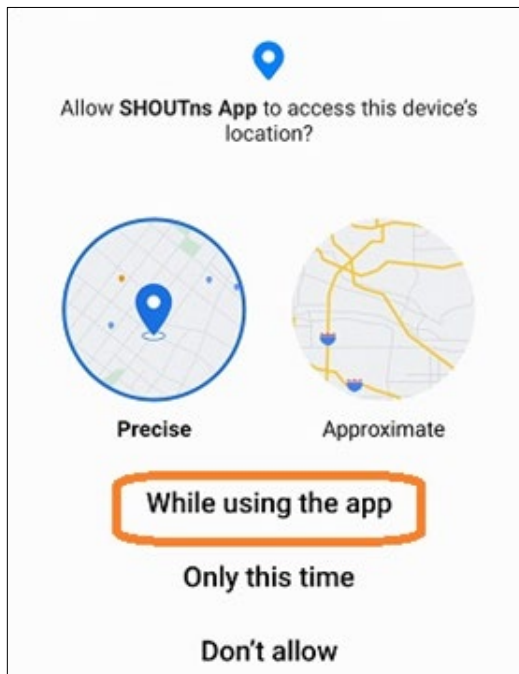 Allow SHOUTns App to access this device's
location?
Precise
Approximate
While using the app
Only this time
Don't allow